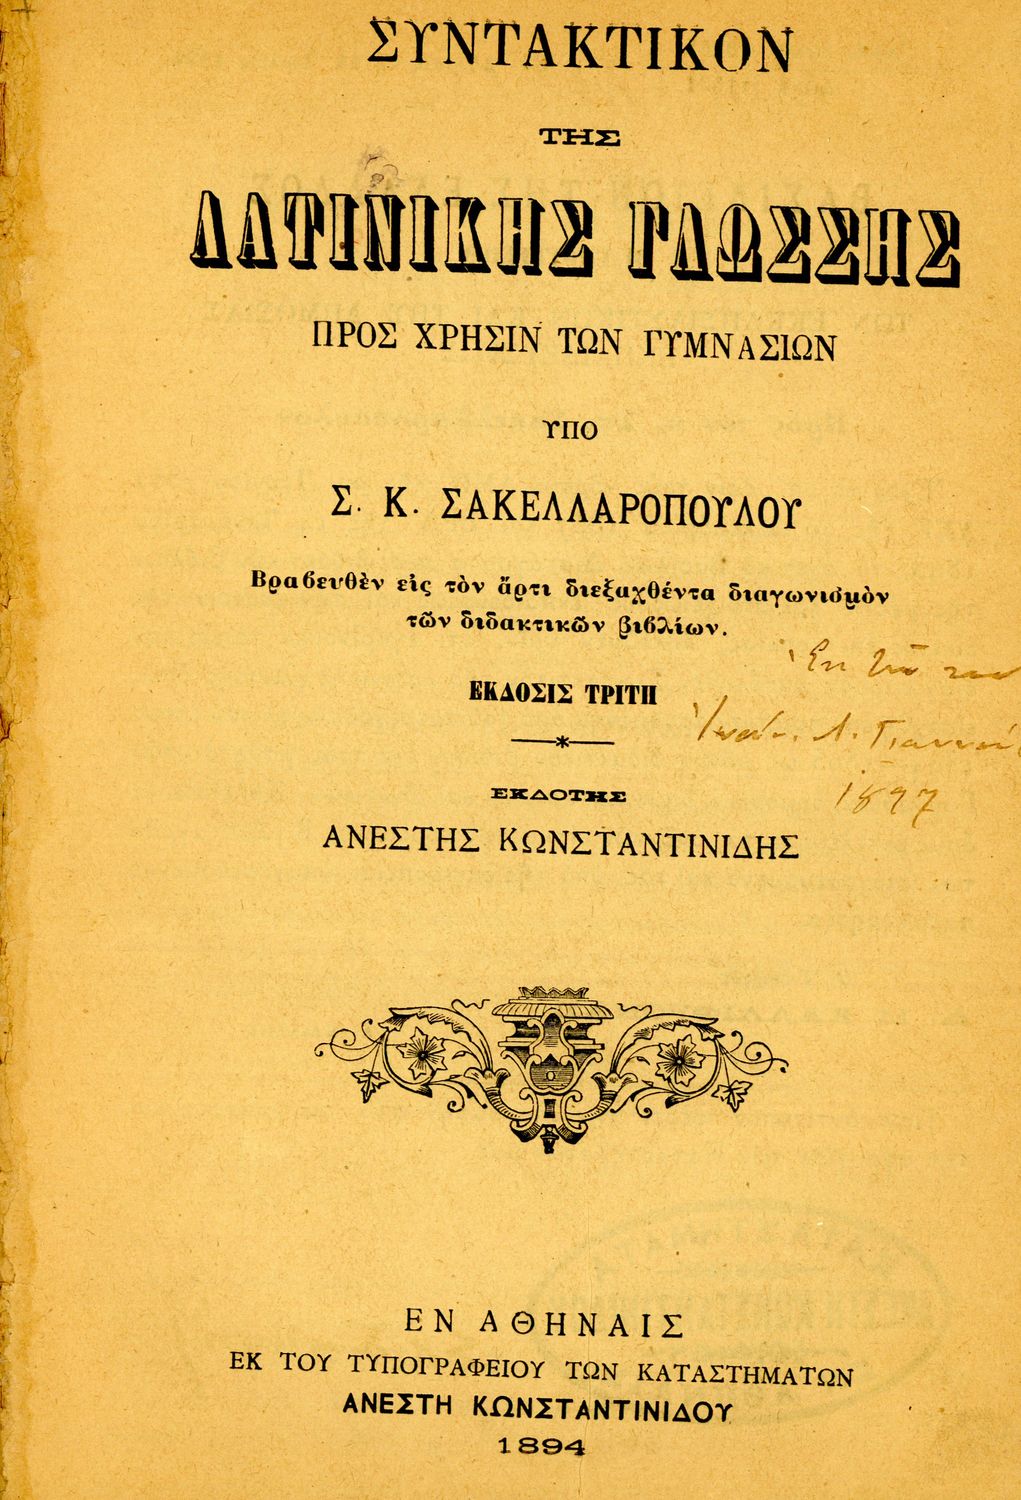 ΣΥΝΤΑΚΤΙΚΟΝ
ΤΗΣ
ΛΑΤΙΝΙΚΗΣ ΓΛΩΣΣΗΣ
ΠΡΟΣ ΧΡΗΣΙΝ ΤΩΝ ΓΥΜΝΑΣΙΩΝ
ΥΠΟ
Σ. Κ. ΣΑΚΕΛΛΑΡΟΠΟΥΛΟΥ
Βραβευθὲν εἰς τὸν ἄρτι διεξαχθέντα διαγωνισμὸν
τῶν διδακτικῶν βιβλίων.
ΕΚΔΟΣΙΣ ΤΡΙΤΗ
1897
ΕΚΔΟΤΗΣ
ΑΝΕΣΤΗΣ ΚΩΝΣΤΑΝΤΙΝΙΔΗΣ
ΕΝ ΑΘΗΝΑΙΣ
ΕΚ ΤΟΥ ΤΥΠΟΓΡΑΦΕΙΟΥ ΤΩΝ ΚΑΤΑΣΤΗΜΑΤΩΝ
ΑΝΕΣΤΗ ΚΩΝΣΤΑΝΤΙΝΙΔΟΥ
1894